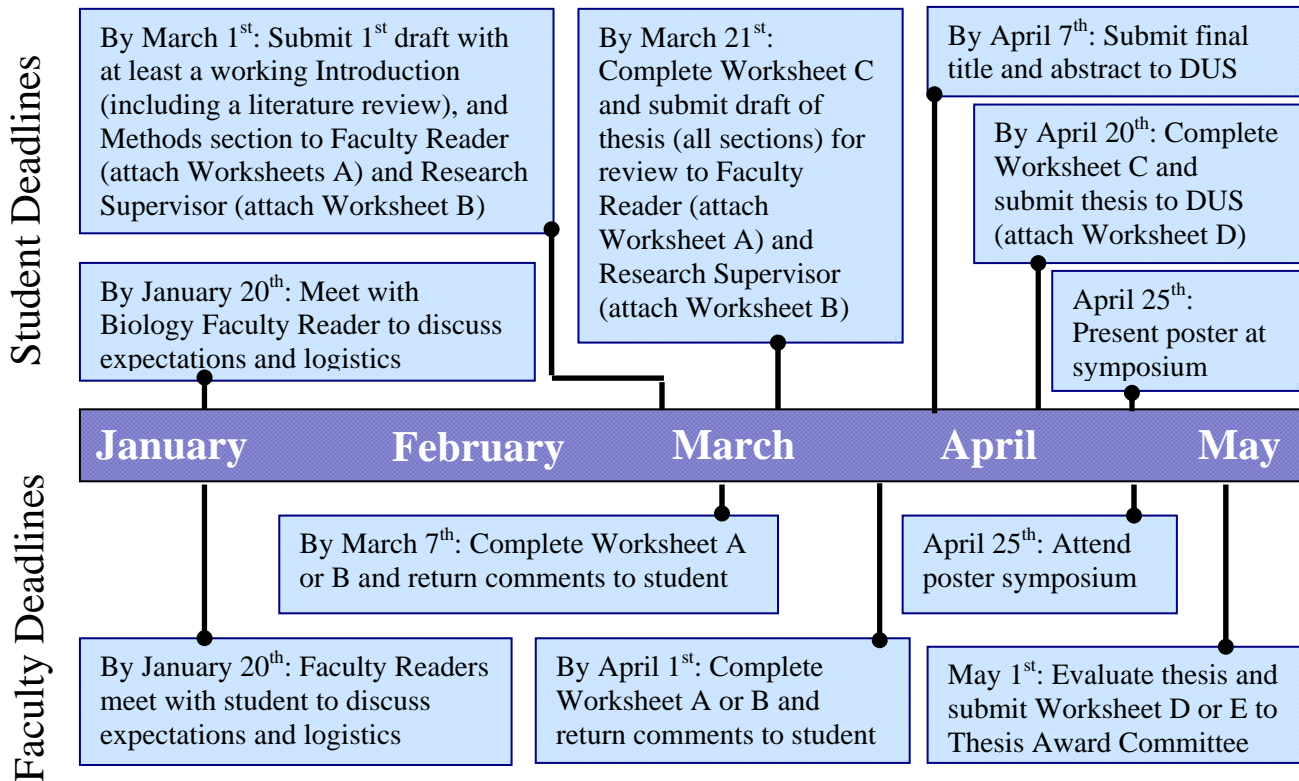 Student Deadlines
By March 1st: Submit 1st draft with
at least a working Introduction
(including a literature review), and
Methods section to Faculty Reader
(attach Worksheets A) and Research
Supervisor (attach Worksheet B)
By January 20th: Meet with
Biology Faculty Reader to discuss
expectations and logistics
By March 21st:
Complete Worksheet C
and submit draft of
thesis (all sections) for
review to Faculty
Reader (attach
Worksheet A) and
Research Supervisor
(attach Worksheet B)
By April 7th: Submit final
title and abstract to DUS
By April 20th: Complete
Worksheet C and
submit thesis to DUS
(attach Worksheet D)
April 25th:
Present poster at
symposium
January February March April May
Faculty Deadlines
By March 7th: Complete Worksheet A
or B and return comments to student
April 25th: Attend
poster symposium
By January 20th: Faculty Readers
meet with student to discuss
expectations and logistics
By April 1st: Complete
Worksheet A or B and
return comments to student
May 1st: Evaluate thesis and
submit Worksheet D or E to
Thesis Award Committee